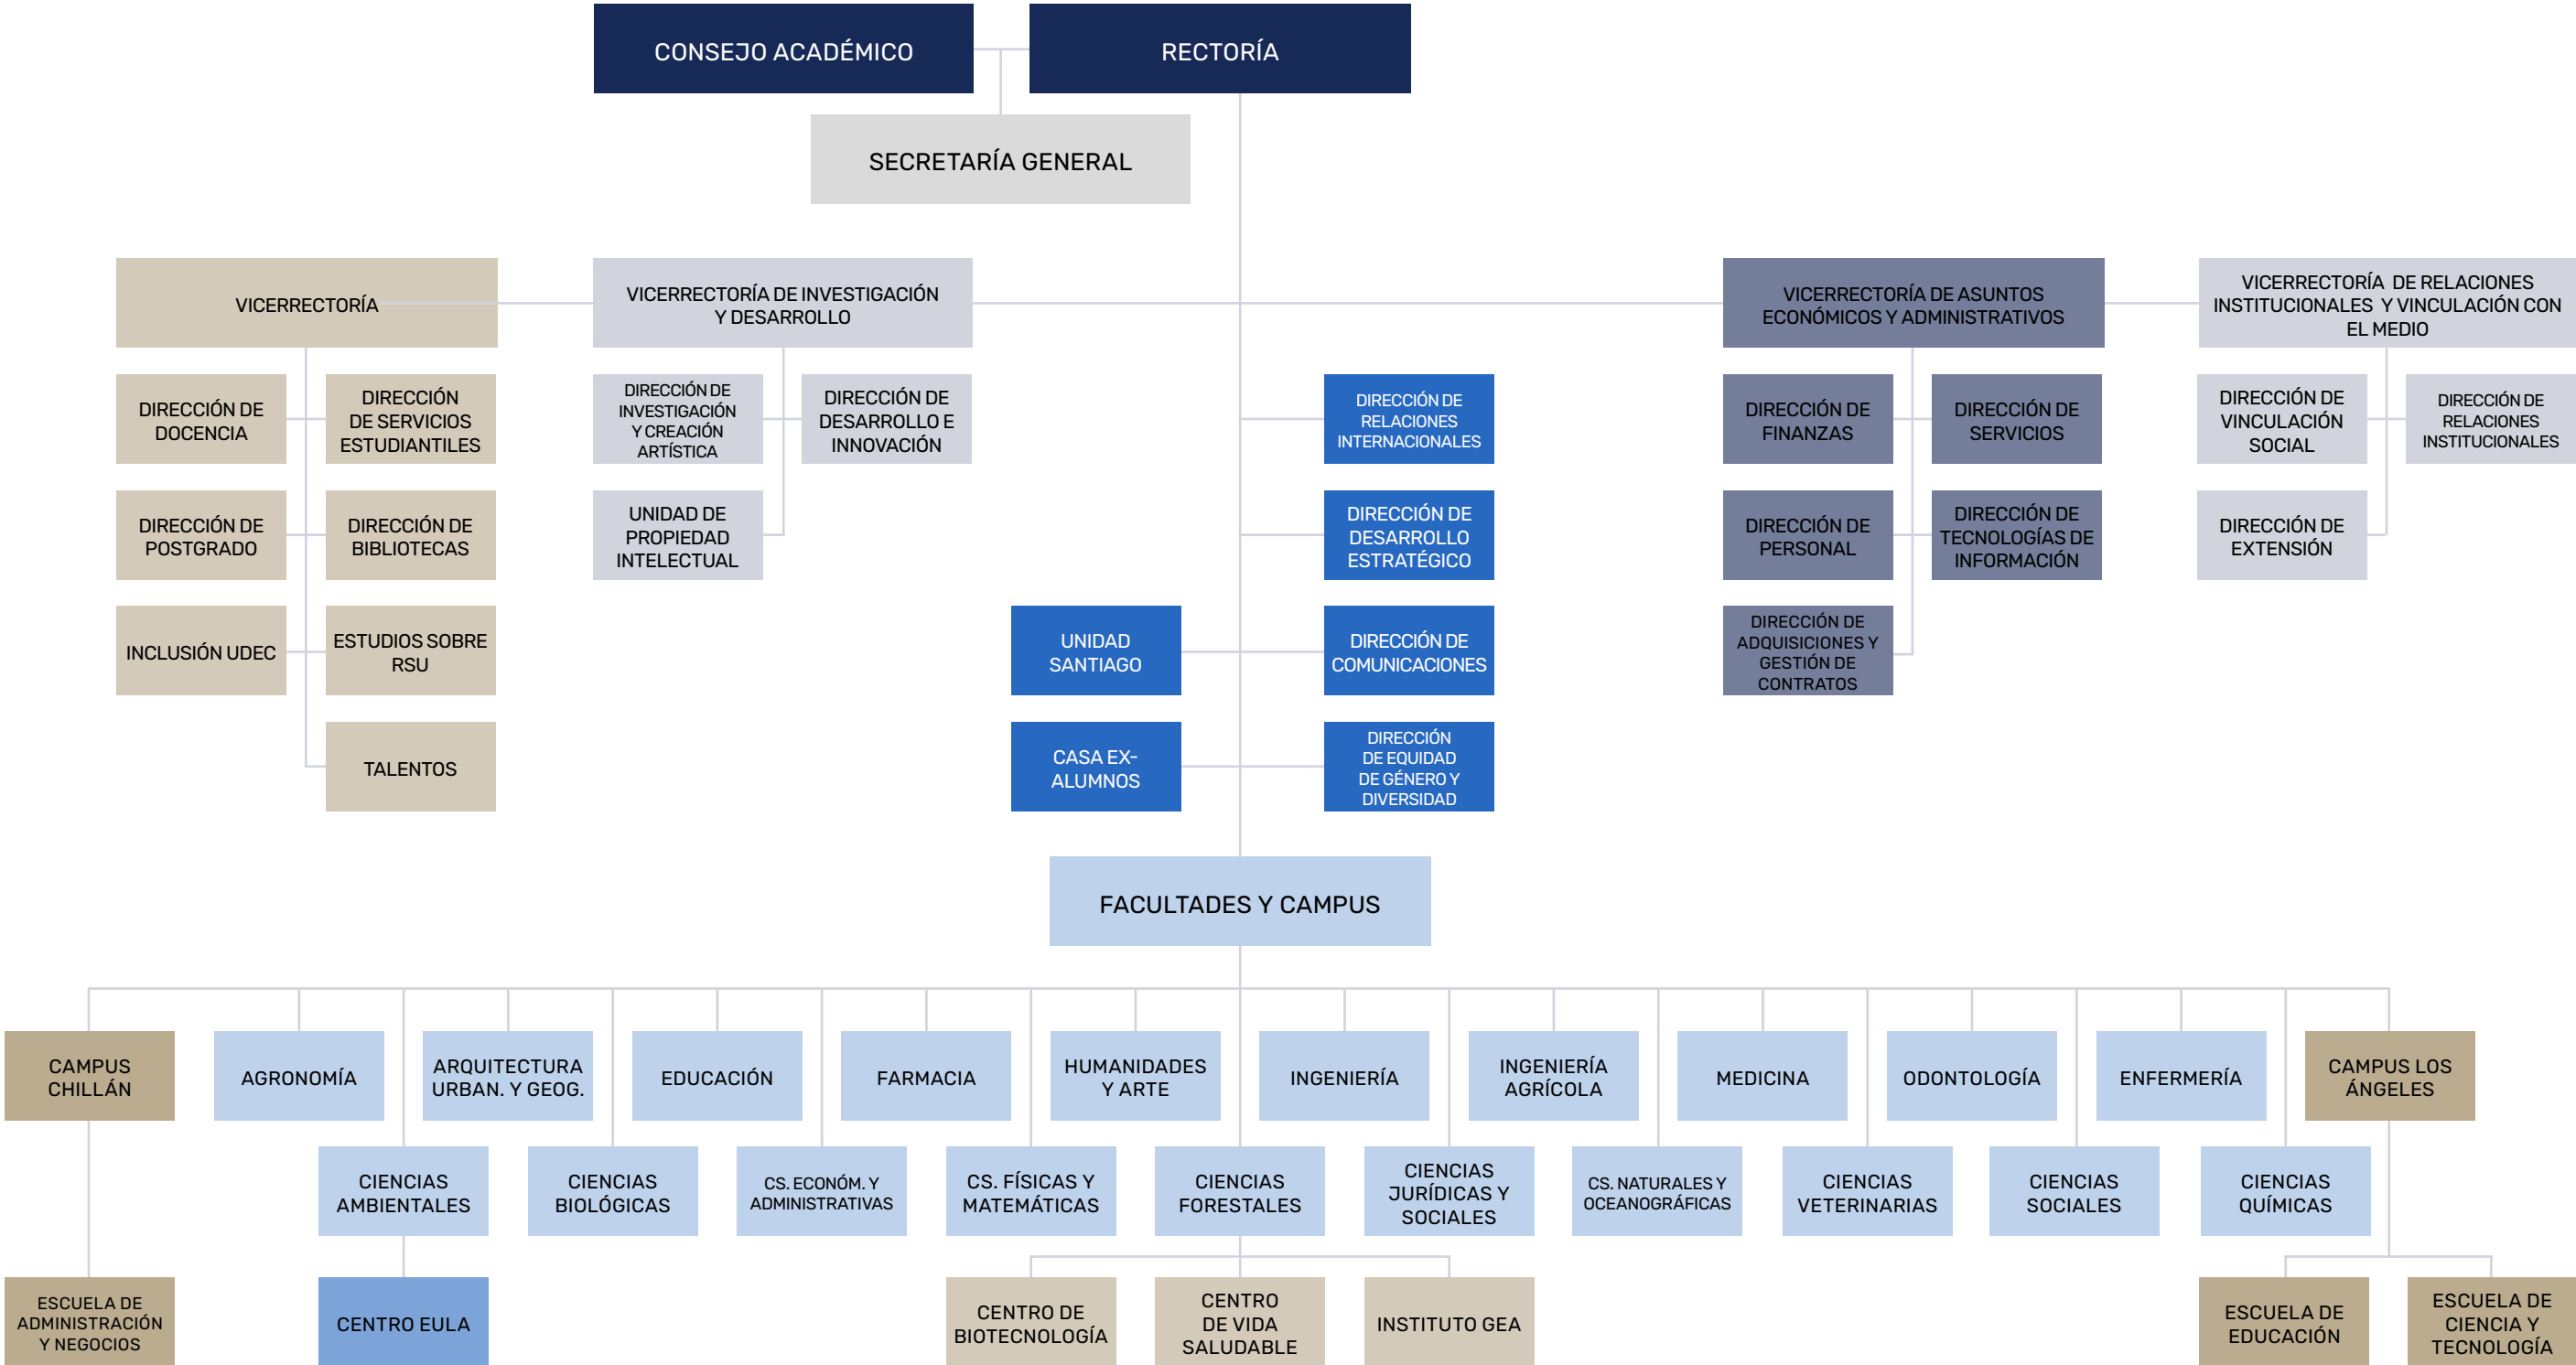 CONSEJO ACADÉMICO
RECTORÍA
SECRETARÍA GENERAL
VICERRECTORÍA
DIRECCIÓN DE
DOCENCIA
DIRECCIÓN
DE SERVICIOS
ESTUDIANTILES
DIRECCIÓN DE
POSTGRADO
DIRECCIÓN DE
BIBLIOTECAS
INCLUSIÓN UDEC
ESTUDIOS SOBRE
RSU
TALENTOS
VICERRECTORÍA DE INVESTIGACIÓN
Y DESARROLLO
DIRECCIÓN DE
INVESTIGACIÓN
Y CREACIÓN
ARTÍSTICA
DIRECCIÓN DE
DESARROLLO E
INNOVACIÓN
UNIDAD DE
PROPIEDAD
INTELECTUAL
DIRECCIÓN DE
RELACIONES
INTERNACIONALES
DIRECCIÓN DE
DESARROLLO
ESTRATÉGICO
UNIDAD
SANTIAGO
DIRECCIÓN DE
COMUNICACIONES
CASA EX-
ALUMNOS
DIRECCIÓN
DE EQUIDAD
DE GÉNERO Y
DIVERSIDAD
VICERRECTORÍA DE ASUNTOS
ECONÓMICOS Y ADMINISTRATIVOS
DIRECCIÓN DE
FINANZAS
DIRECCIÓN DE
SERVICIOS
DIRECCIÓN DE
PERSONAL
DIRECCIÓN DE
TECNOLOGÍAS DE
INFORMACIÓN
DIRECCIÓN DE
ADQUISICIONES Y
GESTIÓN DE
CONTRATOS
VICERRECTORÍA DE RELACIONES
INSTITUCIONALES Y VINCULACIÓN CON
EL MEDIO
DIRECCIÓN DE
VINCULACIÓN
SOCIAL
DIRECCIÓN DE
RELACIONES
INSTITUCIONALES
DIRECCIÓN DE
EXTENSIÓN
FACULTADES Y CAMPUS
CAMPUS
CHILLÁN
AGRONOMÍA
ARQUITECTURA
URBAN. Y GEOG.
EDUCACIÓN
FARMACIA
HUMANIDADES
Y ARTE
INGENIERÍA
INGENIERÍA
AGRÍCOLA
MEDICINA
ODONTOLOGÍA
ENFERMERÍA
CAMPUS LOS
ÁNGELES
CIENCIAS
AMBIENTALES
CIENCIAS
BIOLÓGICAS
CS. ECONÓM. Y
ADMINISTRATIVAS
CS. FÍSICAS Y
MATEMÁTICAS
CIENCIAS
FORESTALES
CIENCIAS
JURÍDICAS Y
SOCIALES
CS. NATURALES Y
OCEANOGRÁFICAS
CIENCIAS
VETERINARIAS
CIENCIAS
SOCIALES
CIENCIAS
QUÍMICAS
ESCUELA DE
ADMINISTRACIÓN
Y NEGOCIOS
CENTRO EULA
CENTRO DE
BIOTECNOLOGÍA
CENTRO
DE VIDA
SALUDABLE
INSTITUTO GEA
ESCUELA DE
EDUCACIÓN
ESCUELA DE
CIENCIA Y
TECNOLOGÍA